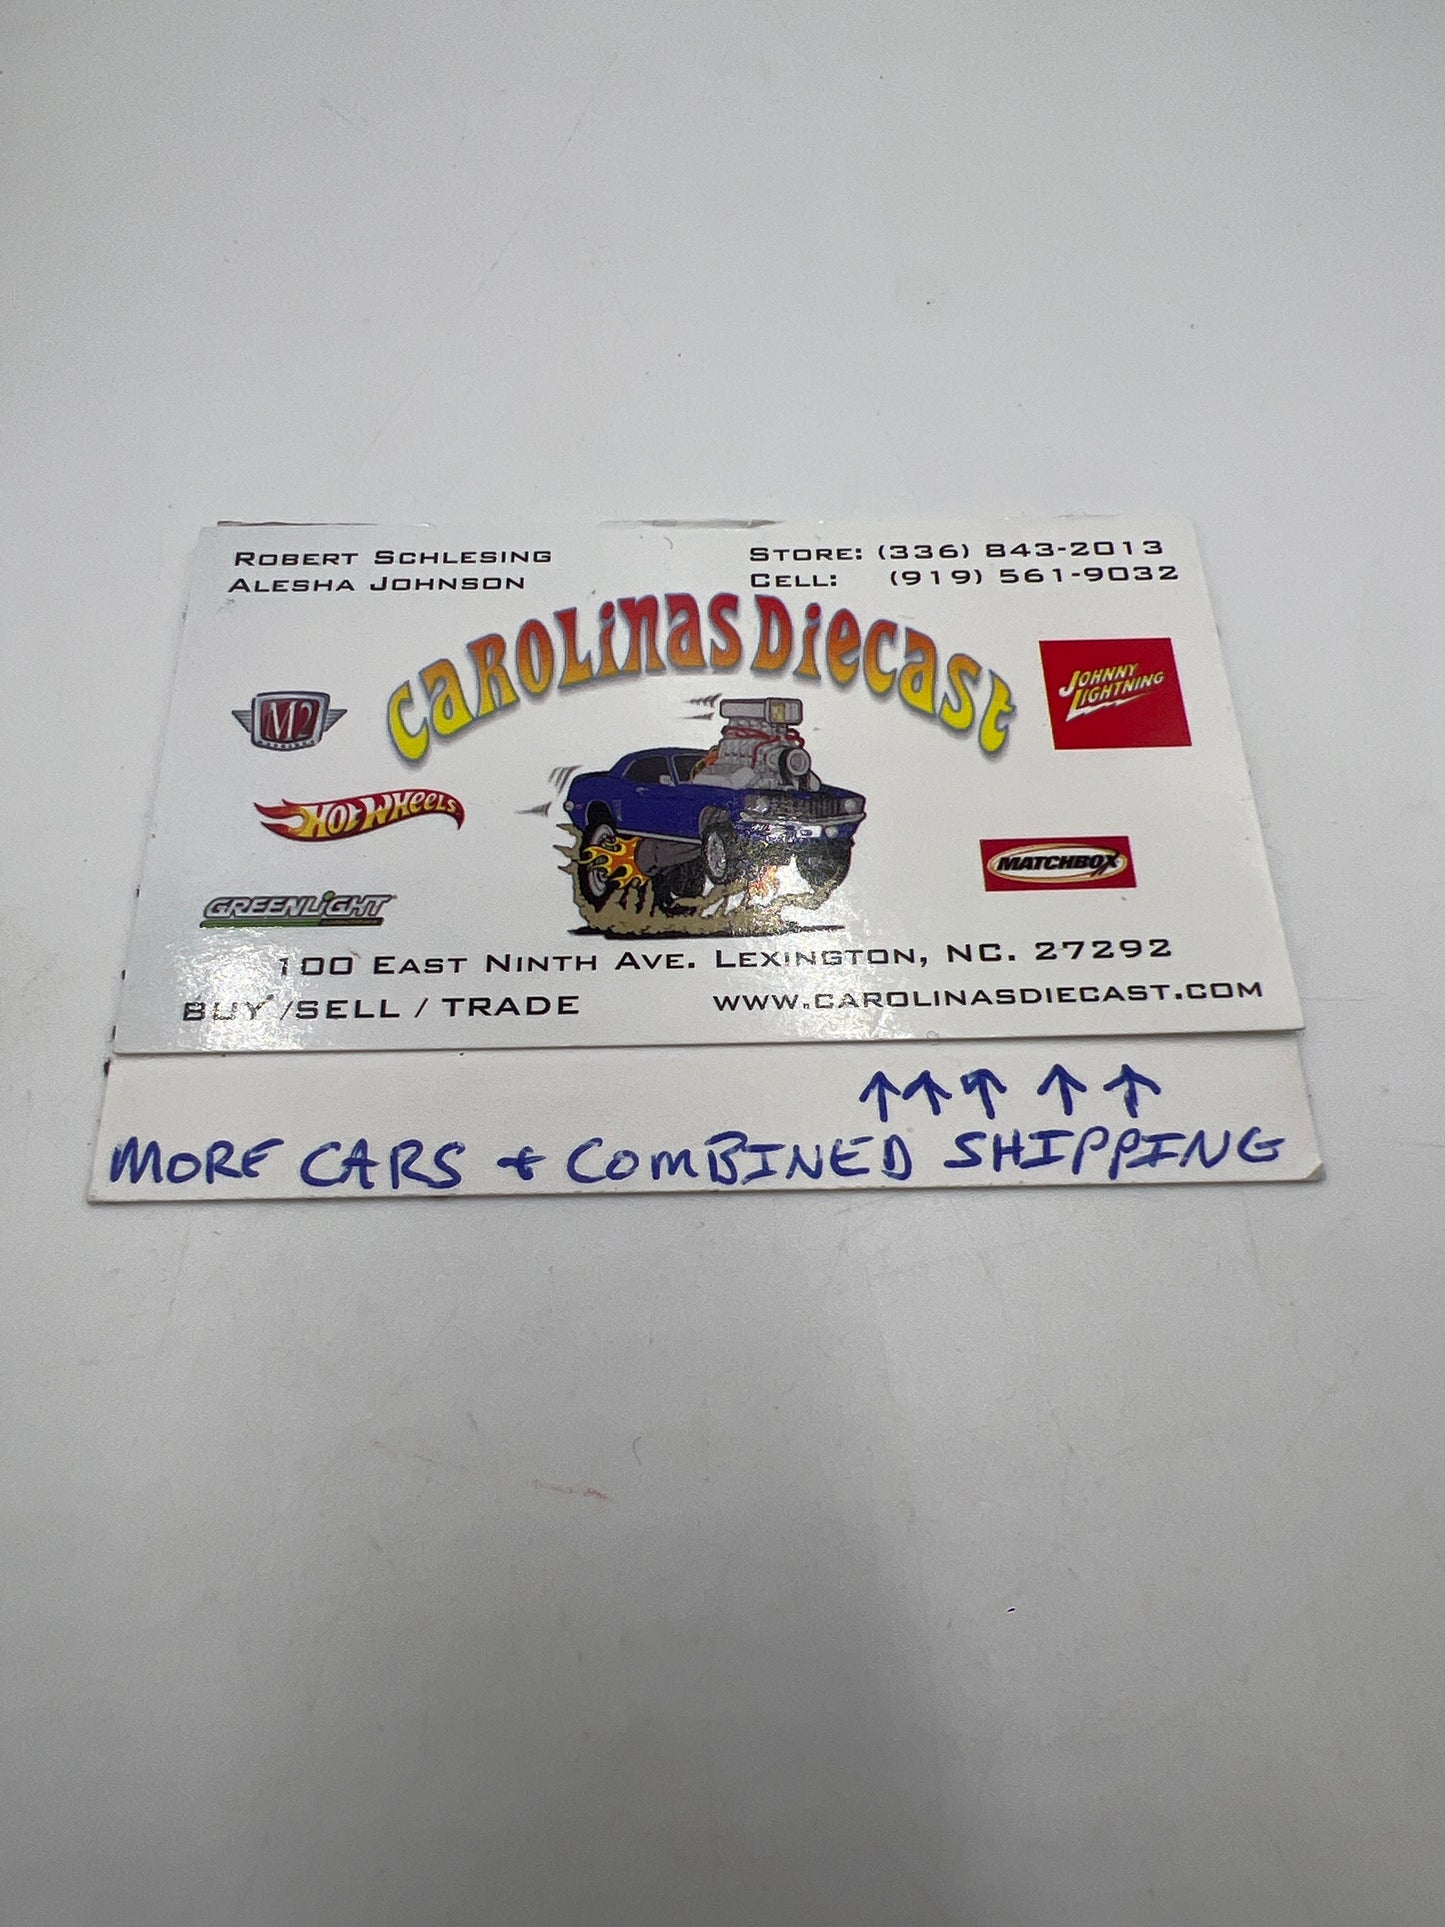 ROBERT SCHLESING
ALESHA JOHNSON
STORE: (336) 843-2013
CELL: (919) 561-9032
CAROLINAS DIECAST
M2
JOHNNY
LIGHTNING
HOT WHEELS
MATCHBOX
GREENLIGHT
100 EAST NINTH AVE. LEXINGTON, NC. 27292
BUY/SELL / TRADE
WWW.CAROLINASDIECAST.COM
↑↑↑ ↑ ↑
MORE CARS + COMBINED SHIPPING